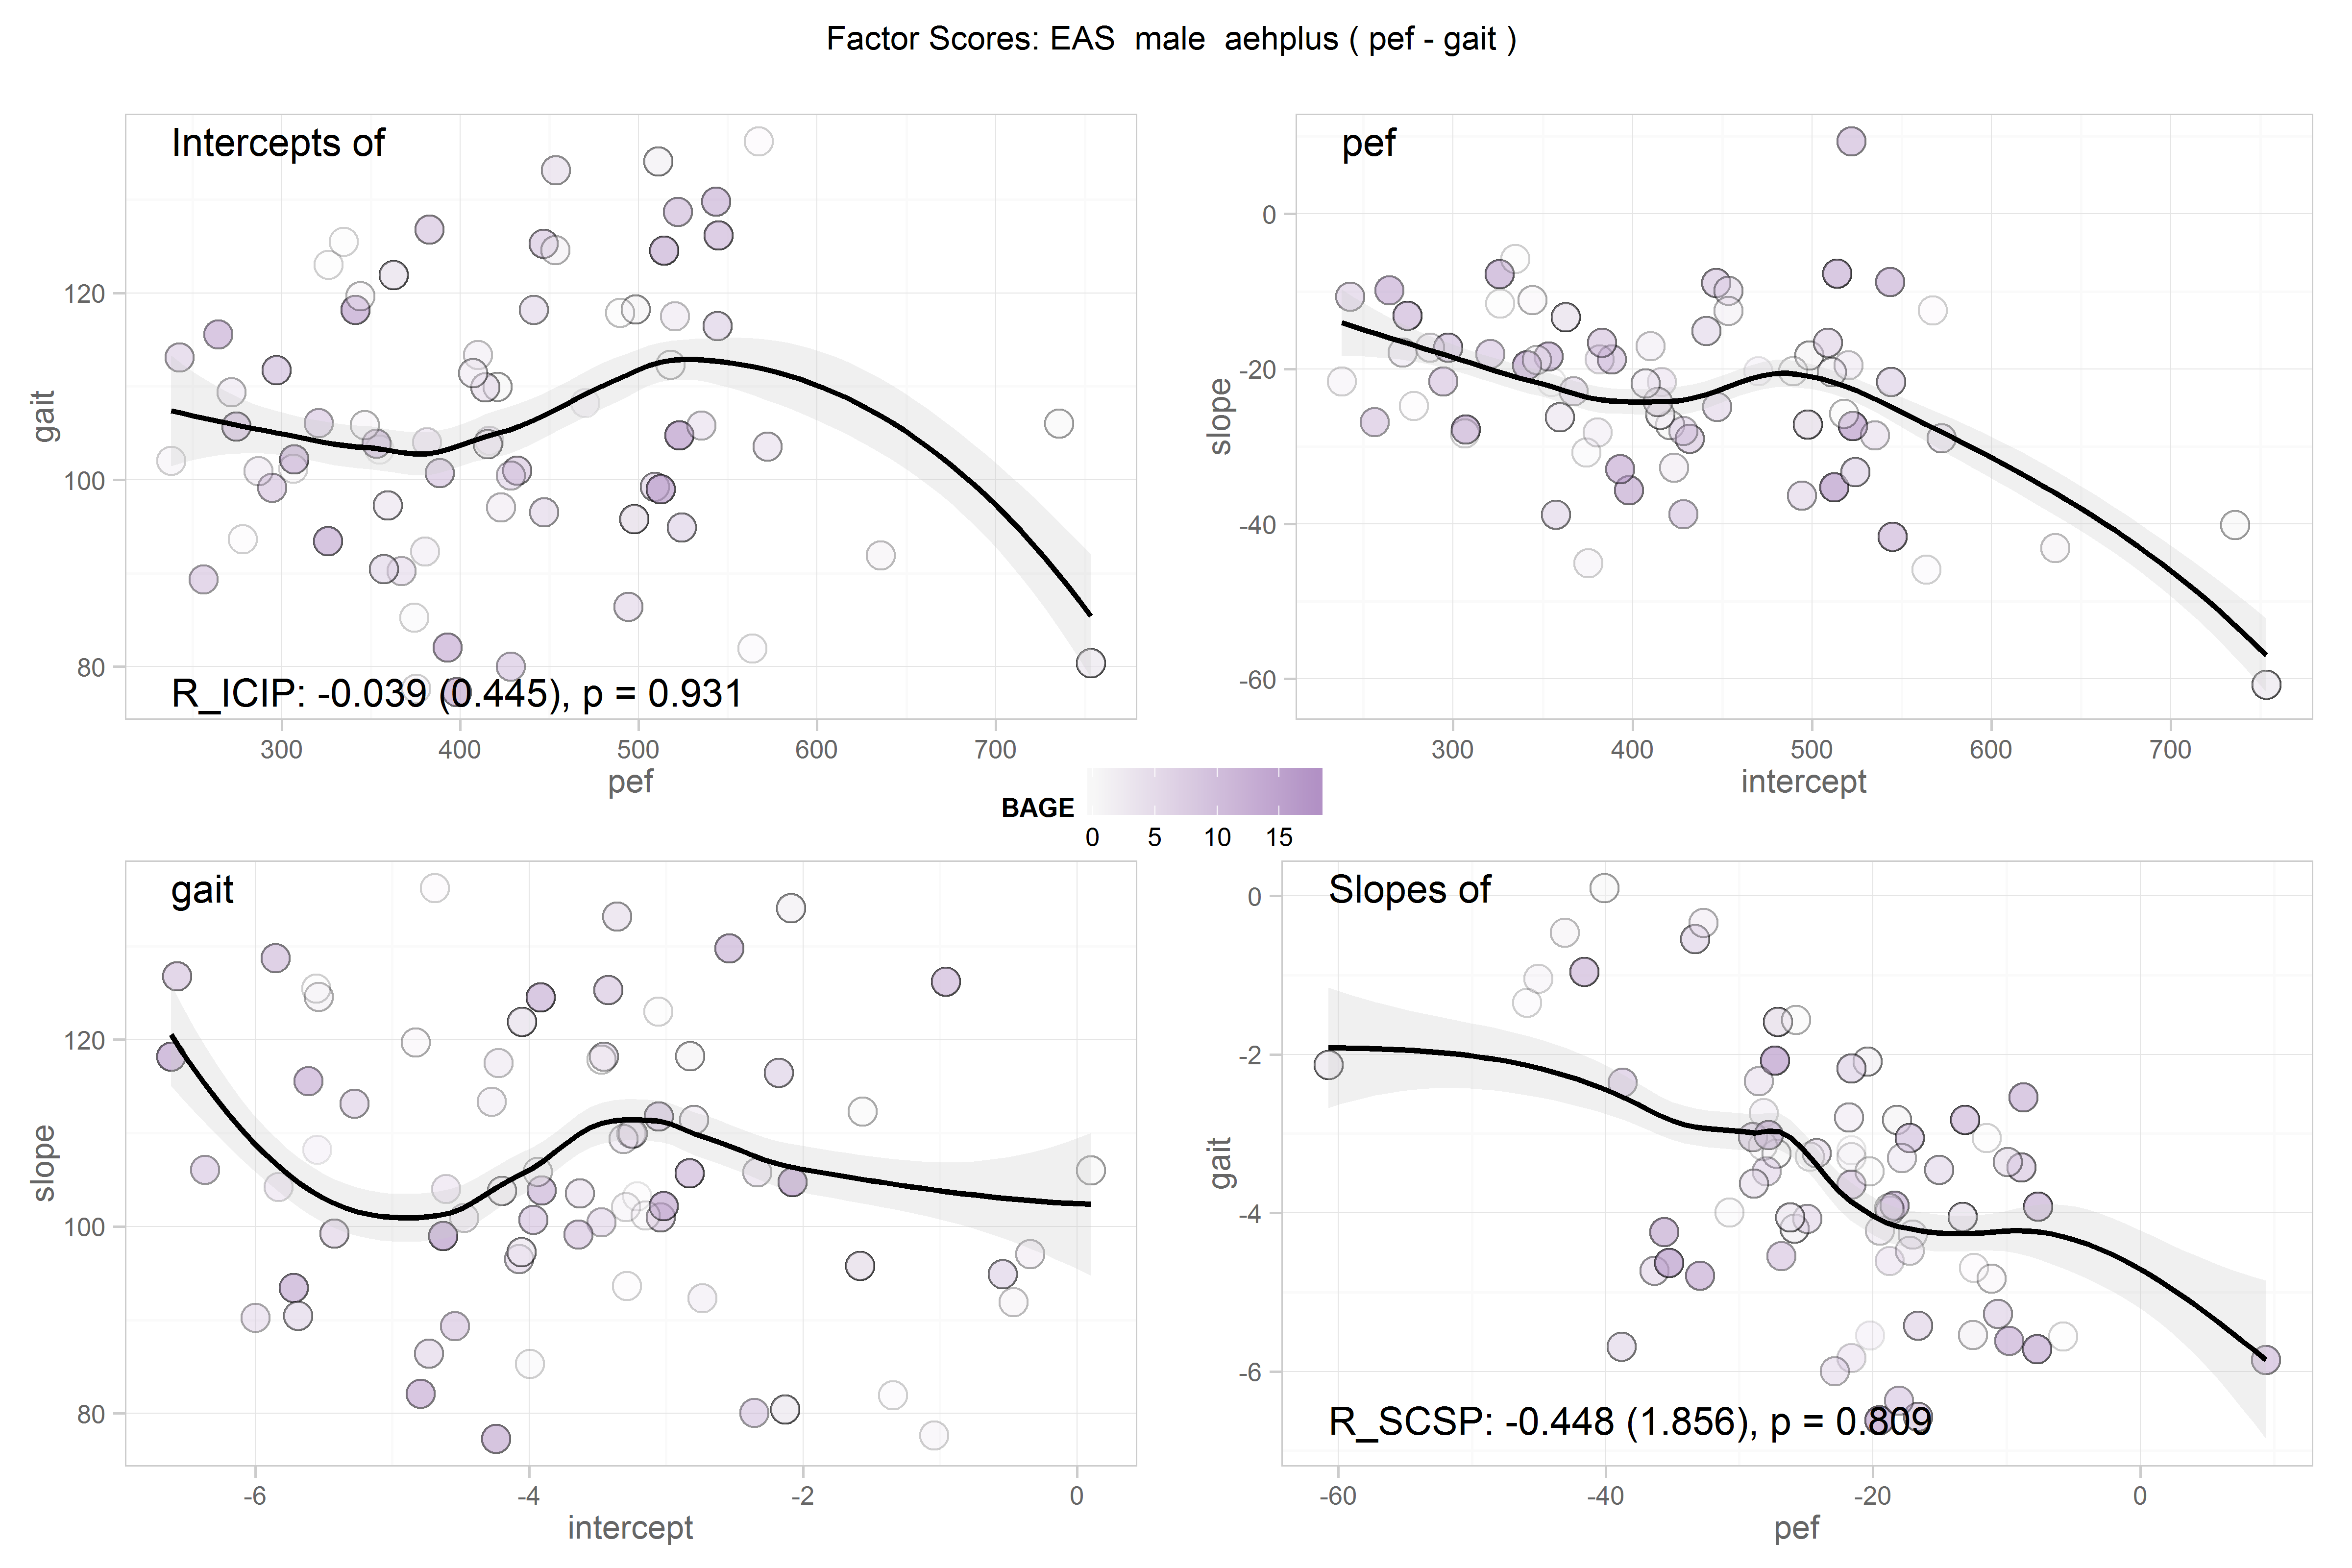 Factor Scores: EAS male aehplus ( pef - gait )
Intercepts of
gait
120
100
80
R_ICIP: -0.039 (0.445), p = 0.931
300 400 500 600 700
pef
pef
slope
0
-20
-40
-60
300 400 500 600 700
intercept
BAGE
0 5 10 15
gait
slope
120
100
80
-6 -4 -2 0
intercept
Slopes of
gait
0
-2
-4
-6
R_SCSP: -0.448 (1.856), p = 0.809
-60 -40 -20 0
pef